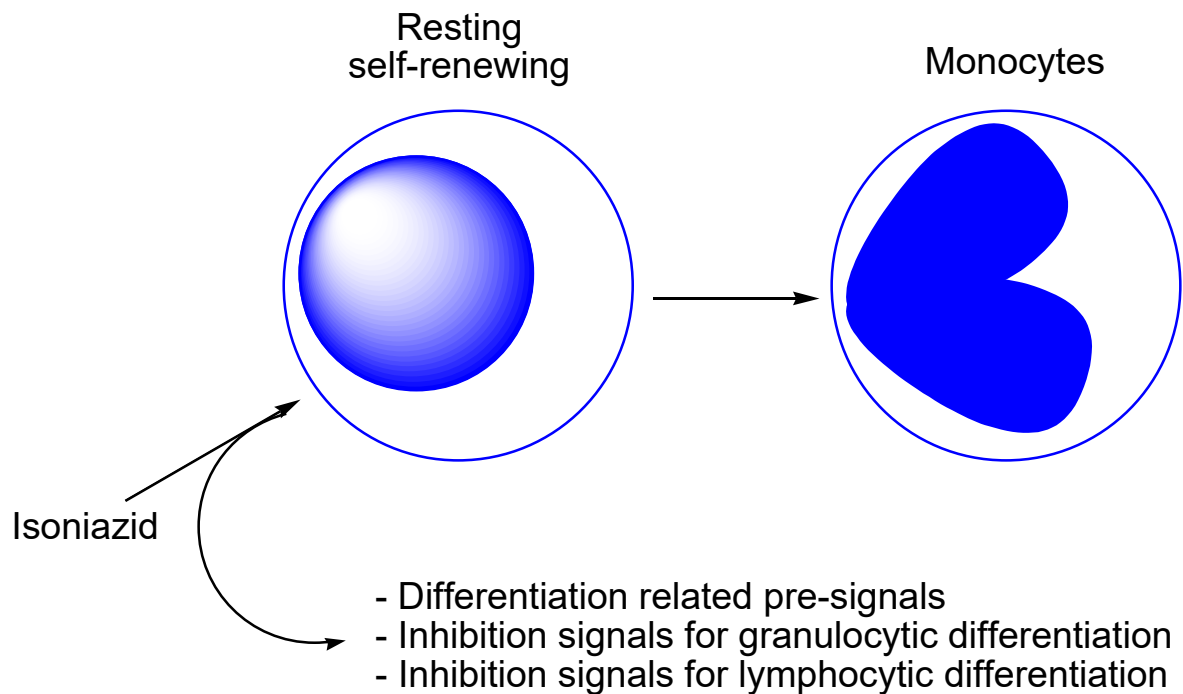 Resting
self-renewing
Monocytes
Isoniazid
- Differentiation related pre-signals
- Inhibition signals for granulocytic differentiation
- Inhibition signals for lymphocytic differentiation